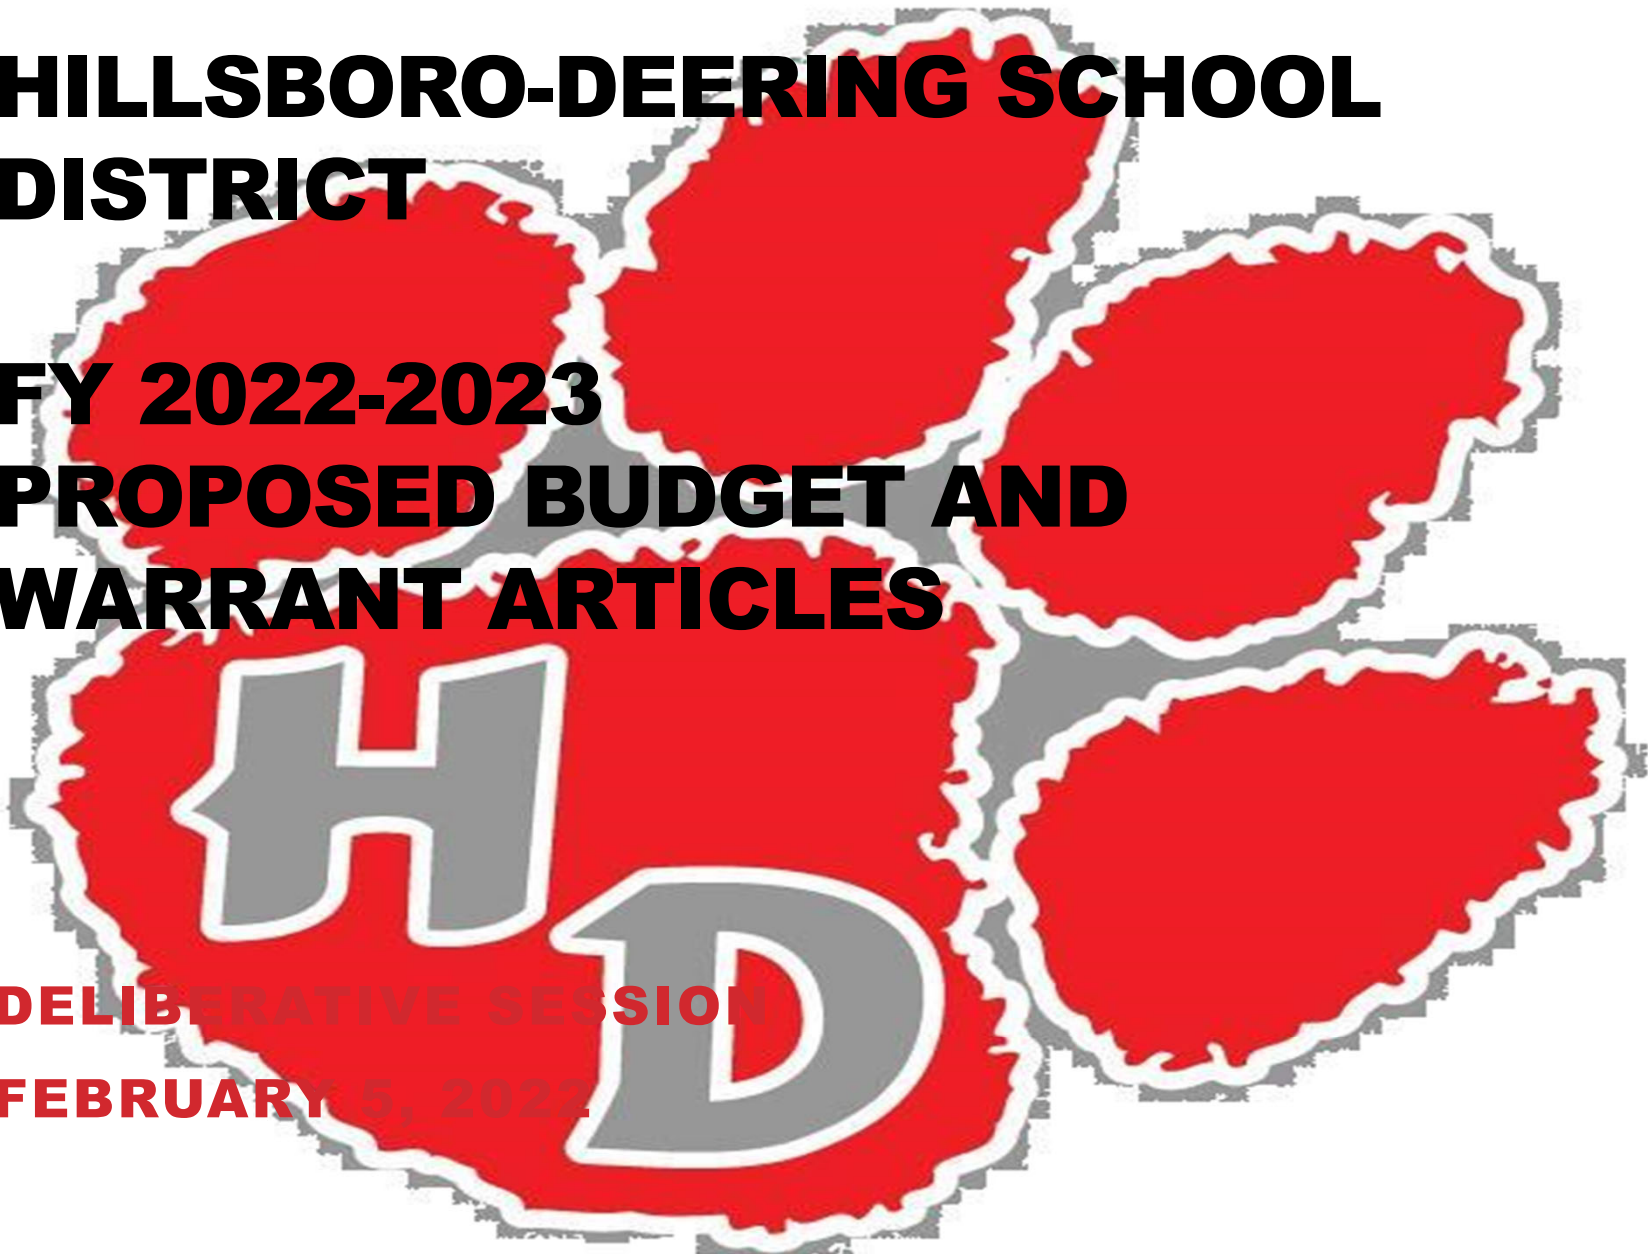 HILLSBORO-DEERING SCHOOL
DISTRICT
FY 2022-2023
PROPOSED BUDGET AND
WARRANT ARTICLES
H
D
DELIBERATIVE SESSION
FEBRUARY 5, 2022